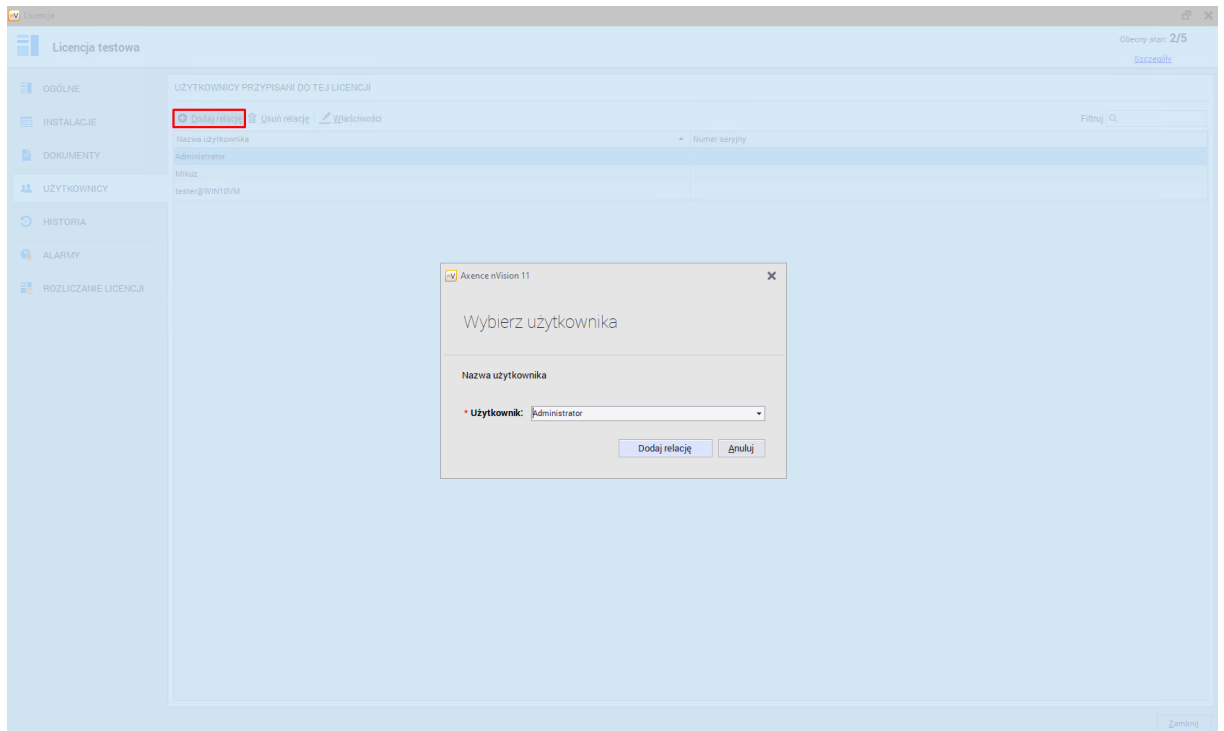 nV Licencja
Licencja testowa
Obecny stan: 2/5
Szczegóły
OGÓLNE
INSTALACJE
DOKUMENTY
UŻYTKOWNICY
HISTORIA
ALARMY
ROZLICZANIE LICENCJI
UŻYTKOWNICY PRZYPISANI DO TEJ LICENCJI
Dodaj relację Usuń relację Właściwości
Filtruj
Nazwa użytkownika Numer seryjny
Administrator
Mikuz
tester@WIN10VM
nV Axence nVision 11
Wybierz użytkownika
Nazwa użytkownika
* Użytkownik: Administrator
Dodaj relację Anuluj
Zamknij